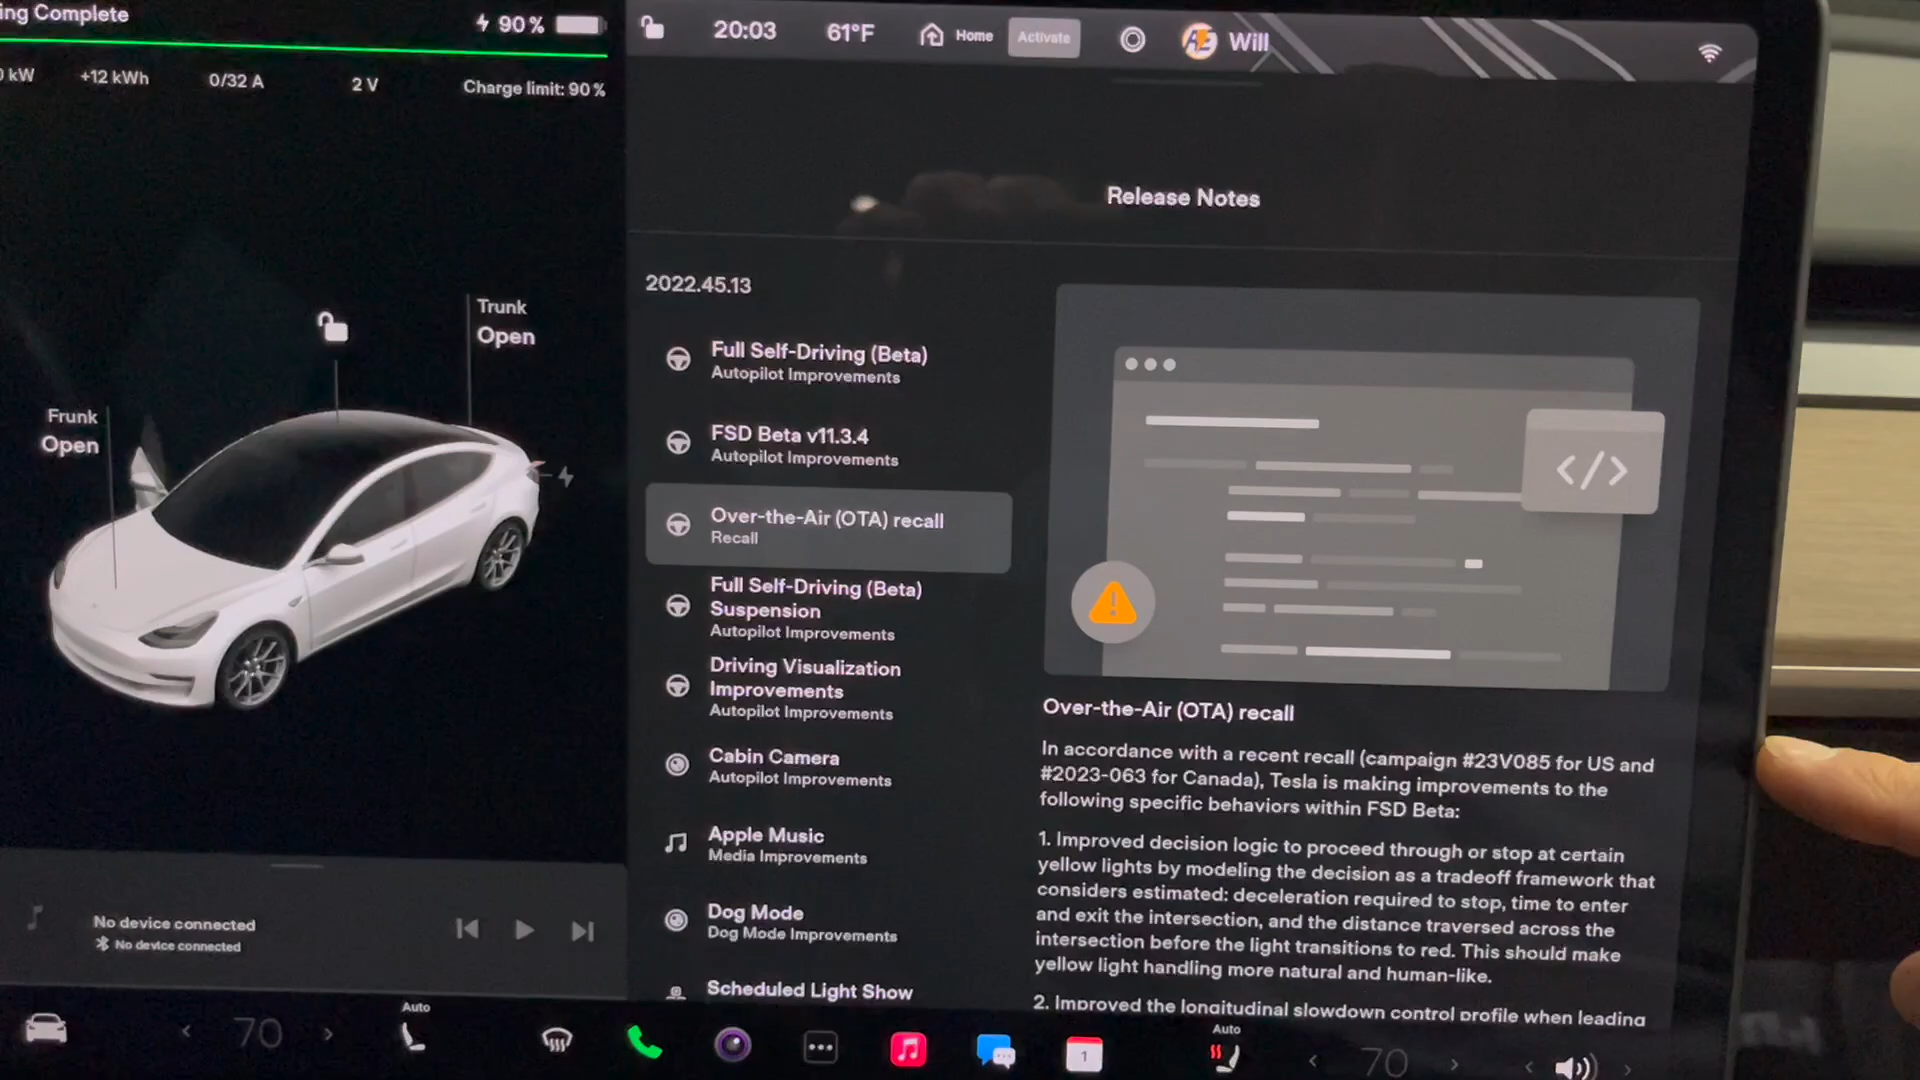 ing Complete
90%
kW
+12 kWh
0/32 A
2 V
Charge limit: 90%
20:03
61°F
Home
Activate
Will
Release Notes
Trunk
Open
Frunk
Open
2022.45.13
Full Self-Driving (Beta)
Autopilot Improvements
FSD Beta v11.3.4
Autopilot Improvements
Over-the-Air (OTA) recall
Recall
Full Self-Driving (Beta)
Suspension
Autopilot Improvements
Driving Visualization
Improvements
Autopilot Improvements
Cabin Camera
Autopilot Improvements
Apple Music
Media Improvements
Dog Mode
Dog Mode Improvements
Scheduled Light Show
</>
Over-the-Air (OTA) recall
In accordance with a recent recall (campaign #23V085 for US and
#2023-063 for Canada), Tesla is making improvements to the
following specific behaviors within FSD Beta:
1. Improved decision logic to proceed through or stop at certain
yellow lights by modeling the decision as a tradeoff framework that
considers estimated: deceleration required to stop, time to enter
and exit the intersection, and the distance traversed across the
intersection before the light transitions to red. This should make
yellow light handling more natural and human-like.
2. Improved the longitudinal slowdown control profile when leading
No device connected
No device connected
70
Auto
1
Auto
70